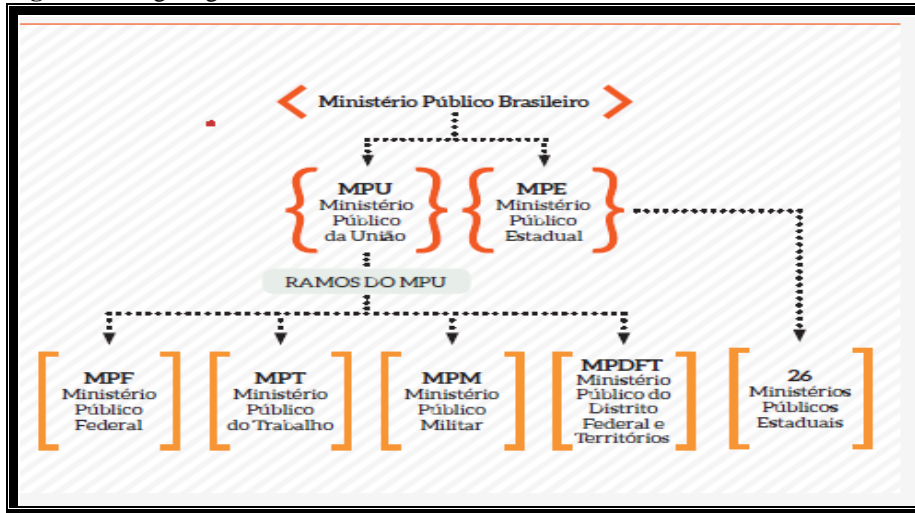 Ministério Público Brasileiro
MPU
Ministério
Público
da União
MPE
Ministério
Público
Estadual
RAMOS DO MPU
MPF
Ministério
Público
Federal
MPT
Ministério
Público
do Trabalho
MPM
Ministério
Público
Militar
MPDFT
Ministério
Público do
Distrito
Federal e
Territórios
26
Ministérios
Públicos
Estaduais